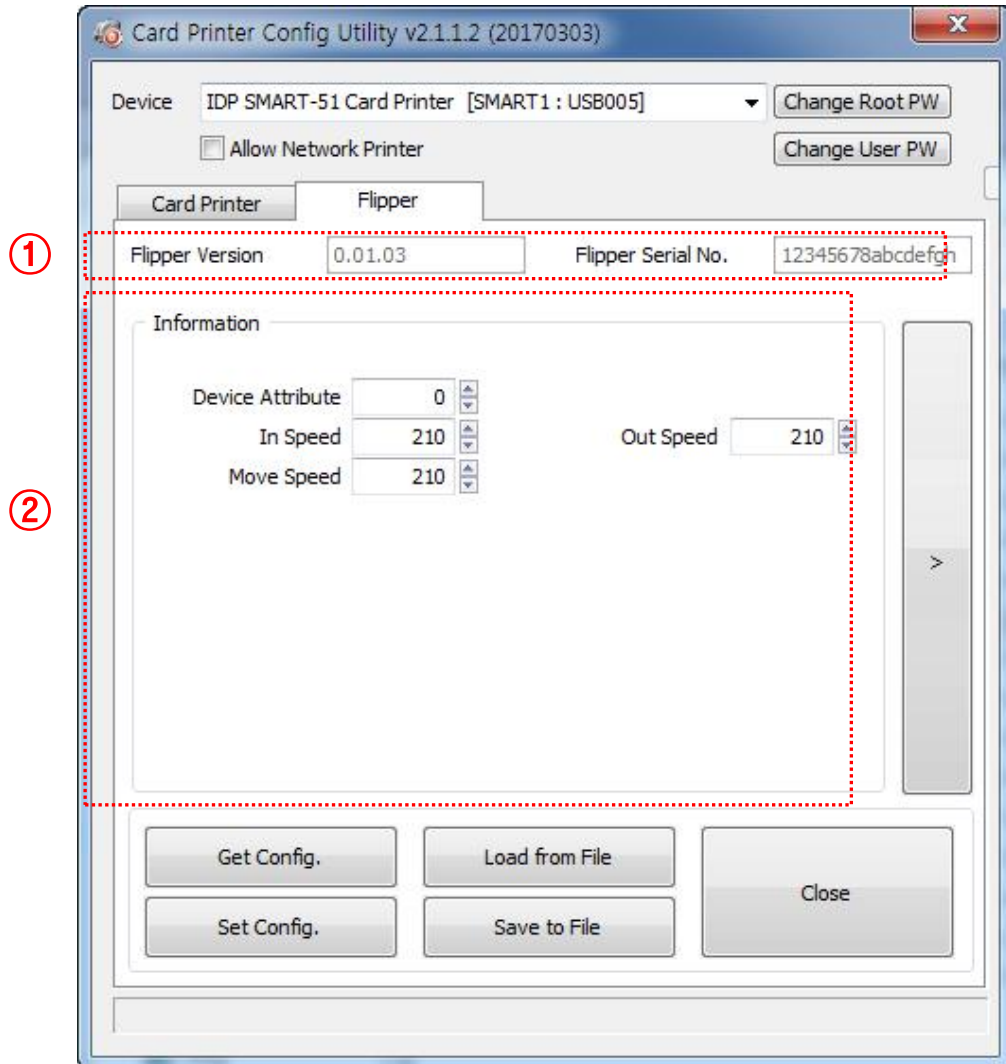 Card Printer Config Utility v2.1.1.2 (20170303)
X
Device IDP SMART-51 Card Printer [SMART1 : USB005] Change Root PW
Allow Network Printer Change User PW
Card Printer Flipper
① Flipper Version 0.01.03 Flipper Serial No. 12345678abcdefgh
Information
Device Attribute 0
In Speed 210 Out Speed 210
Move Speed 210
②
>
Get Config. Load from File
Close
Set Config. Save to File